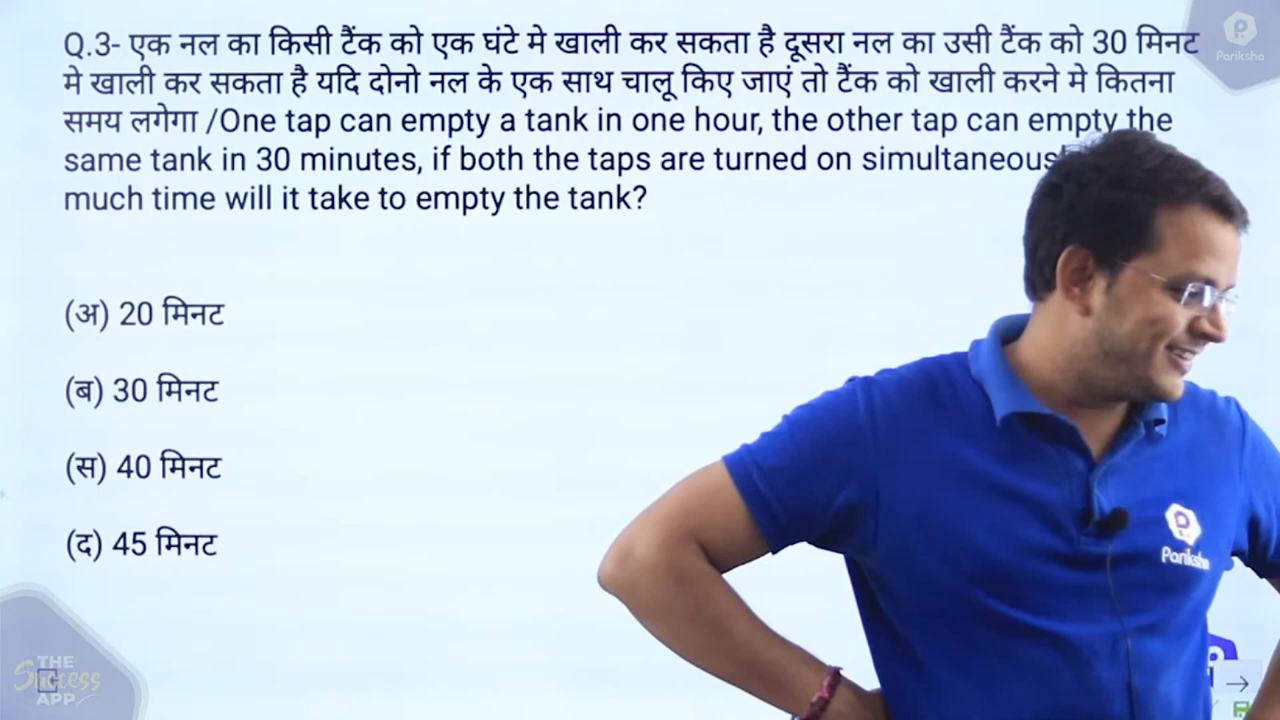 Pariksha
Q.3- एक नल का किसी टैंक को एक घंटे मे खाली कर सकता है दूसरा नल का उसी टैंक को 30 मिनट
मे खाली कर सकता है यदि दोनो नल के एक साथ चालू किए जाएं तो टैंक को खाली करने मे कितना
समय लगेगा /One tap can empty a tank in one hour, the other tap can empty the
same tank in 30 minutes, if both the taps are turned on
much time will it take to empty the tank?
(अ) 20 मिनट
(ब) 30 मिनट
(स) 40 मिनट
(द) 45 मिनट
Pariksha
THE
Success
APP